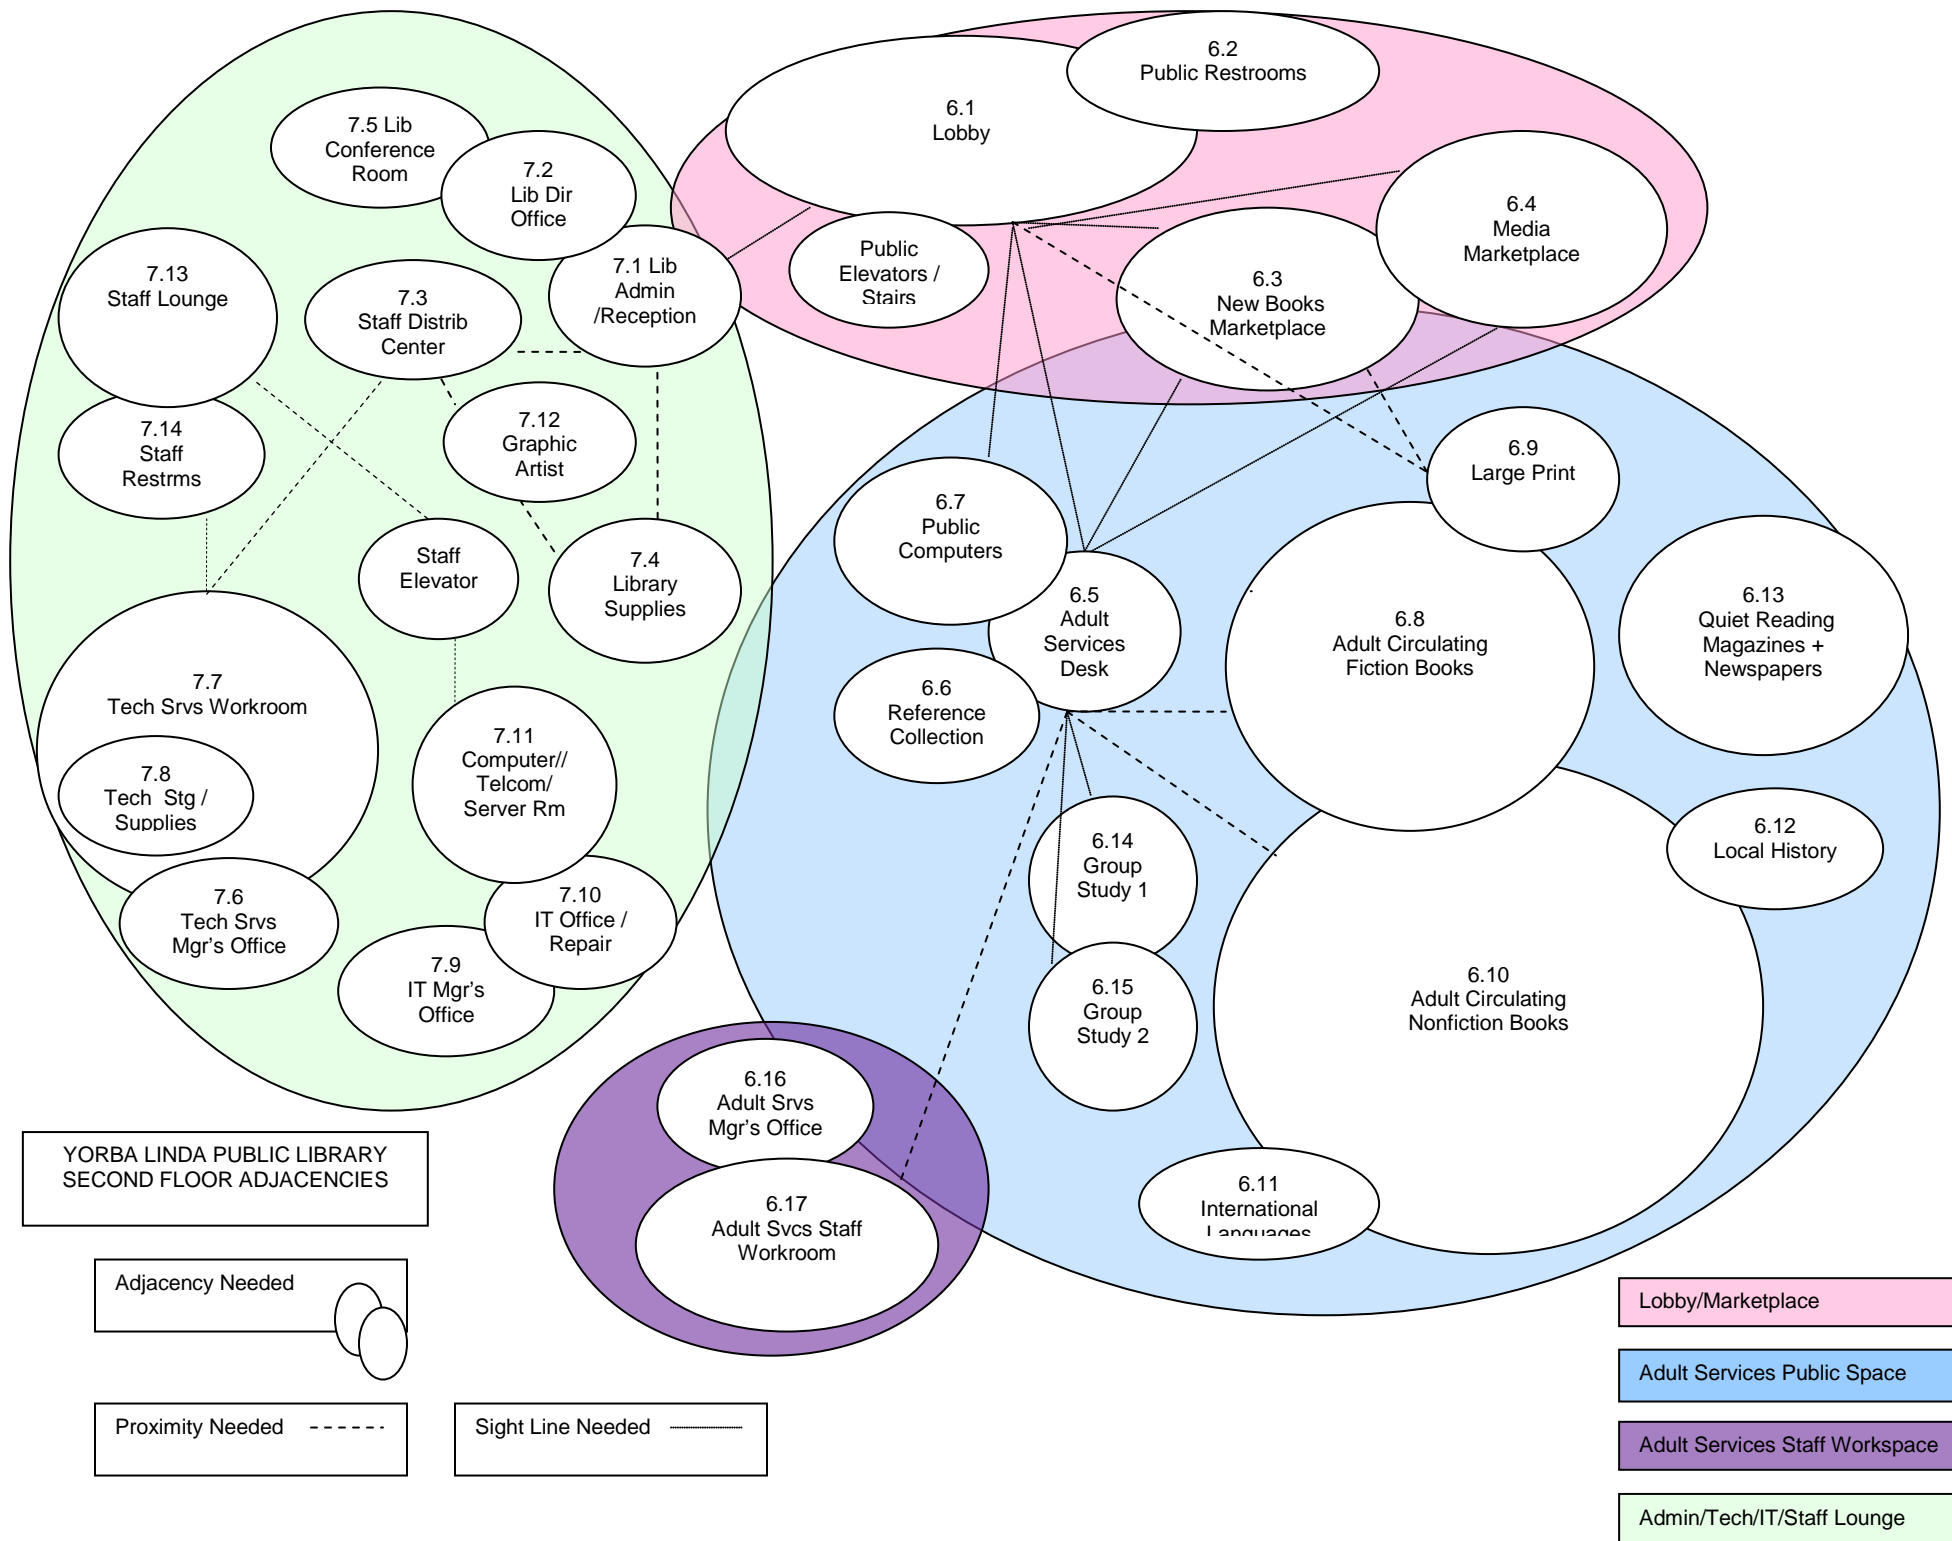 6.2
Public Restrooms
6.1
Lobby
7.5 Lib
Conference
Room
7.2
Lib Dir
Office
6.4
Media
Marketplace
7.13
Staff Lounge
7.3
Staff Distrib
Center
7.1 Lib
Admin
/Reception
Public
Elevators /
Stairs
6.3
New Books
Marketplace
7.14
Staff
Restrms
7.12
Graphic
Artist
6.9
Large Print
6.7
Public
Computers
Staff
Elevator
7.4
Library
Supplies
6.5
Adult
Services
Desk
6.8
Adult Circulating
Fiction Books
6.13
Quiet Reading
Magazines +
Newspapers
7.7
Tech Srvs Workroom
6.6
Reference
Collection
7.8
Tech Stg /
Supplies
7.11
Computer//
Telcom/
Server Rm
6.14
Group
Study 1
6.12
Local History
7.6
Tech Srvs
Mgr's Office
7.10
IT Office /
Repair
7.9
IT Mgr's
Office
6.15
Group
Study 2
6.10
Adult Circulating
Nonfiction Books
6.16
Adult Srvs
Mgr's Office
6.17
Adult Svcs Staff
Workroom
6.11
International
Languages
YORBA LINDA PUBLIC LIBRARY
SECOND FLOOR ADJACENCIES
Adjacency Needed
Proximity Needed
Sight Line Needed
Lobby/Marketplace
Adult Services Public Space
Adult Services Staff Workspace
Admin/Tech/IT/Staff Lounge